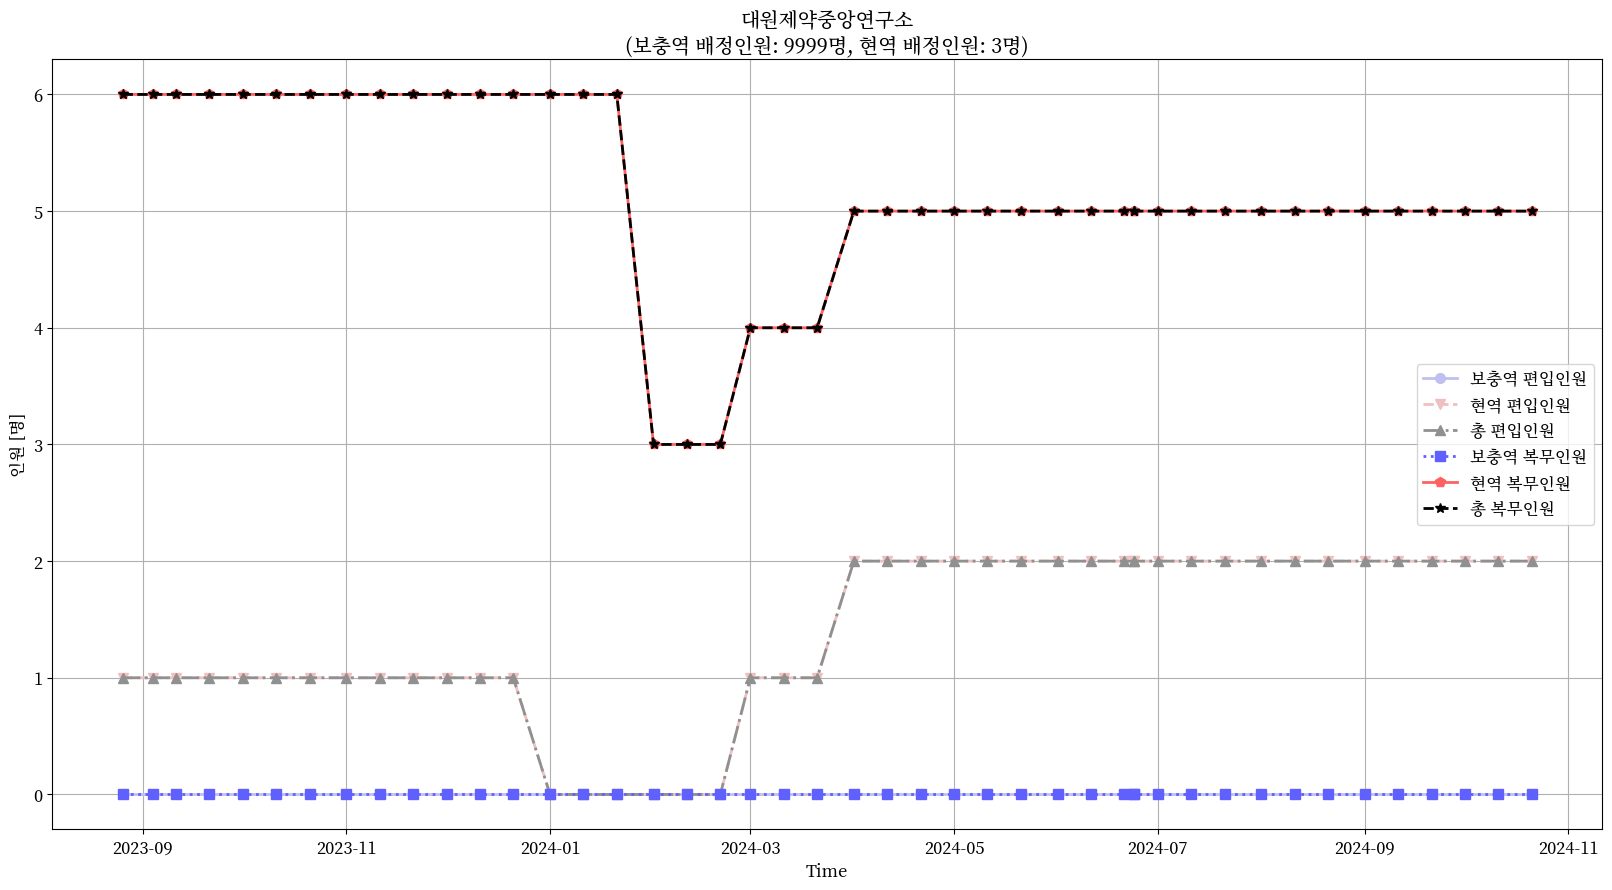 대원제약중앙연구소
(보충역 배정인원: 9999명, 현역 배정인원: 3명)
인원 [명]
6
5
4
3
2
1
0
보충역 편입인원
현역 편입인원
총 편입인원
보충역 복무인원
현역 복무인원
총 복무인원
2023-09
2023-11
2024-01
2024-03
2024-05
2024-07
2024-09
2024-11
Time